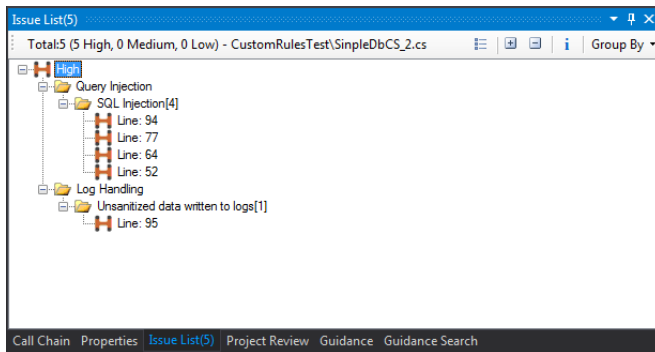 Issue List(5)
Total:5 (5 High, 0 Medium, 0 Low) - CustomRulesTest\SinpleDbCS_2.cs Group By
High
Query Injection
SQL Injection[4]
Line: 94
Line: 77
Line: 64
Line: 52
Log Handling
Unsanitized data written to logs[1]
Line: 95
Call Chain Properties Issue List(5) Project Review Guidance Guidance Search